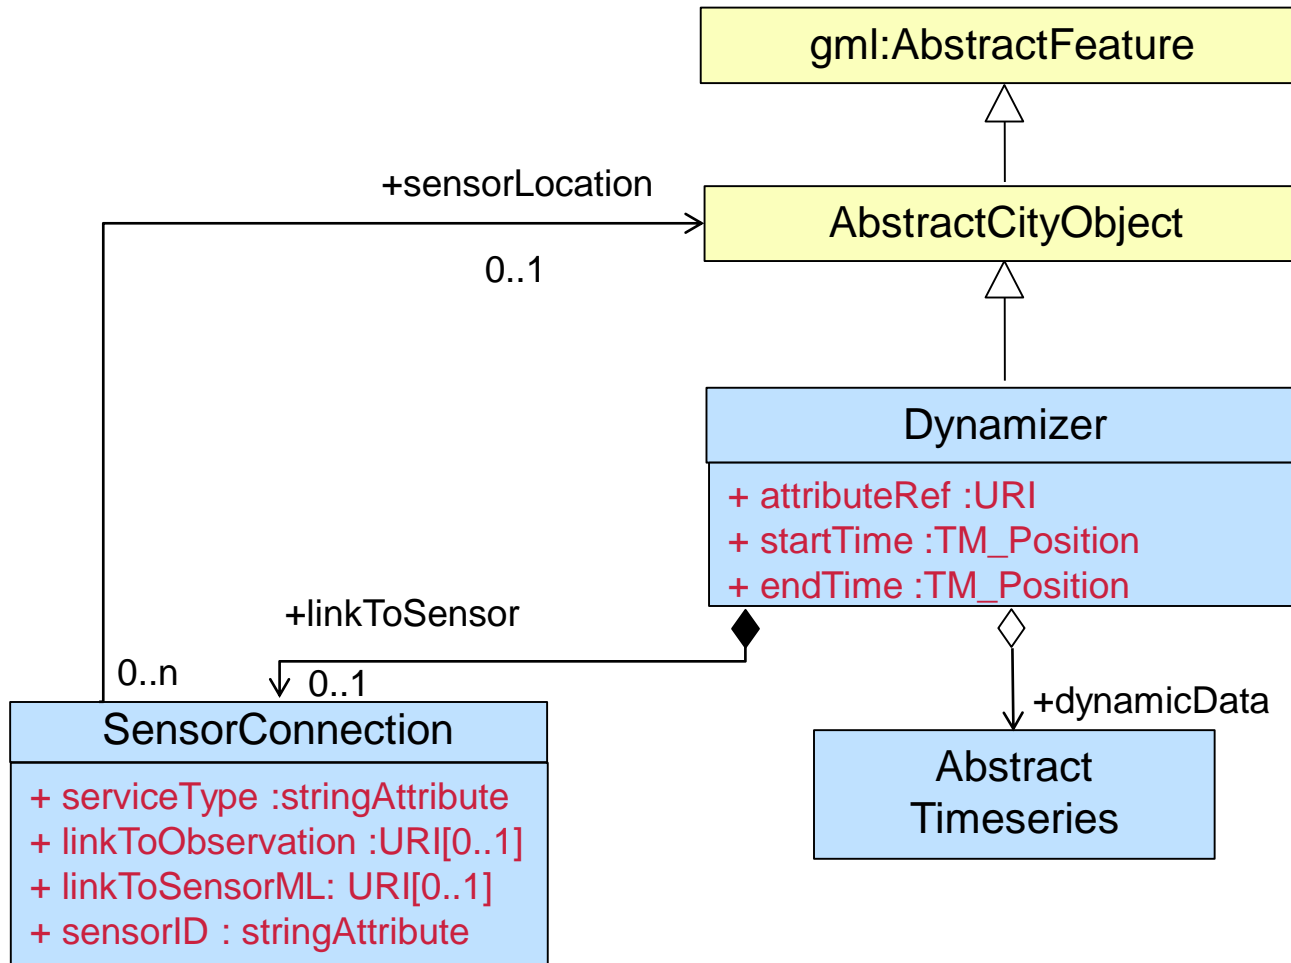 gml:AbstractFeature
+sensorLocation
AbstractCityObject
0..1
Dynamizer
+ attributeRef :URI
+ startTime :TM_Position
+ endTime :TM_Position
+linkToSensor
0..n
0..1
+dynamicData
SensorConnection
+ serviceType :stringAttribute
+ linkToObservation :URI[0..1]
+ linkToSensorML: URI[0..1]
+ sensorID : stringAttribute
Abstract
Timeseries